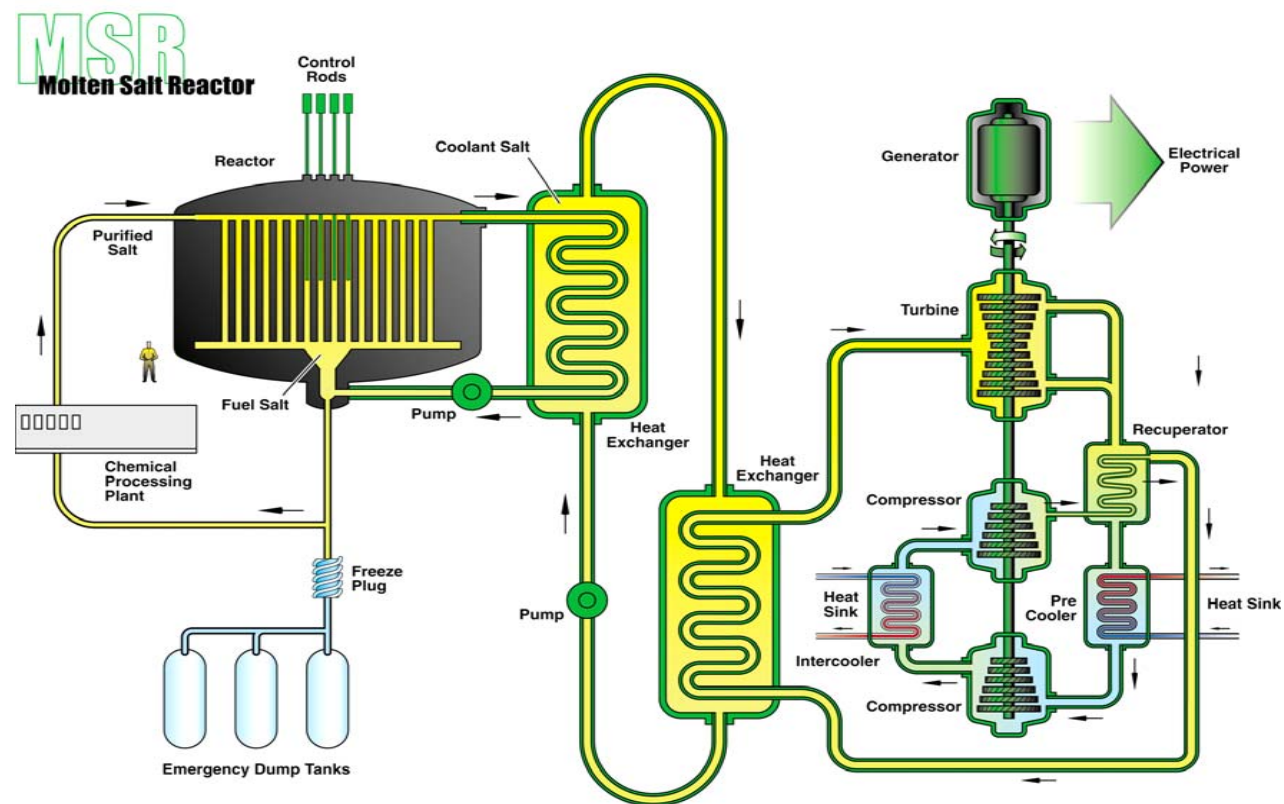 MSR
Molten Salt Reactor
Control
Rods
Reactor
Coolant Salt
Generator
Electrical
Power
Purified
Salt
Turbine
Fuel Salt
Pump
Heat
Exchanger
Recuperator
Chemical
Processing
Plant
Heat
Exchanger
Compressor
Freeze
Plug
Pump
Heat
Sink
Pre
Cooler
Heat Sink
Intercooler
Compressor
Emergency Dump Tanks